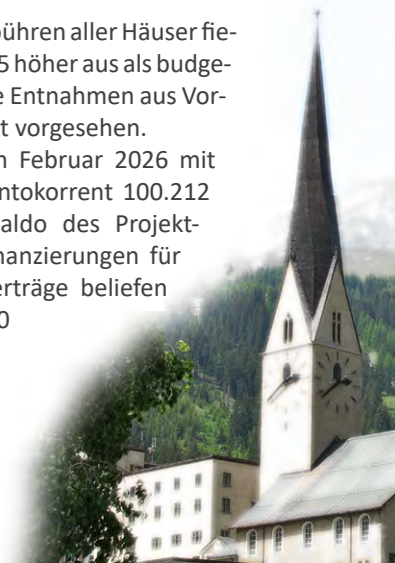 bühren aller Häuser fie-
5 höher aus als budge-
e Entnahmen aus Vor-
t vorgesehen.
Februar 2026 mit
ntokorrent 100.212
aldo des Projekt-
nanzierungen für
erträge beliefen
0